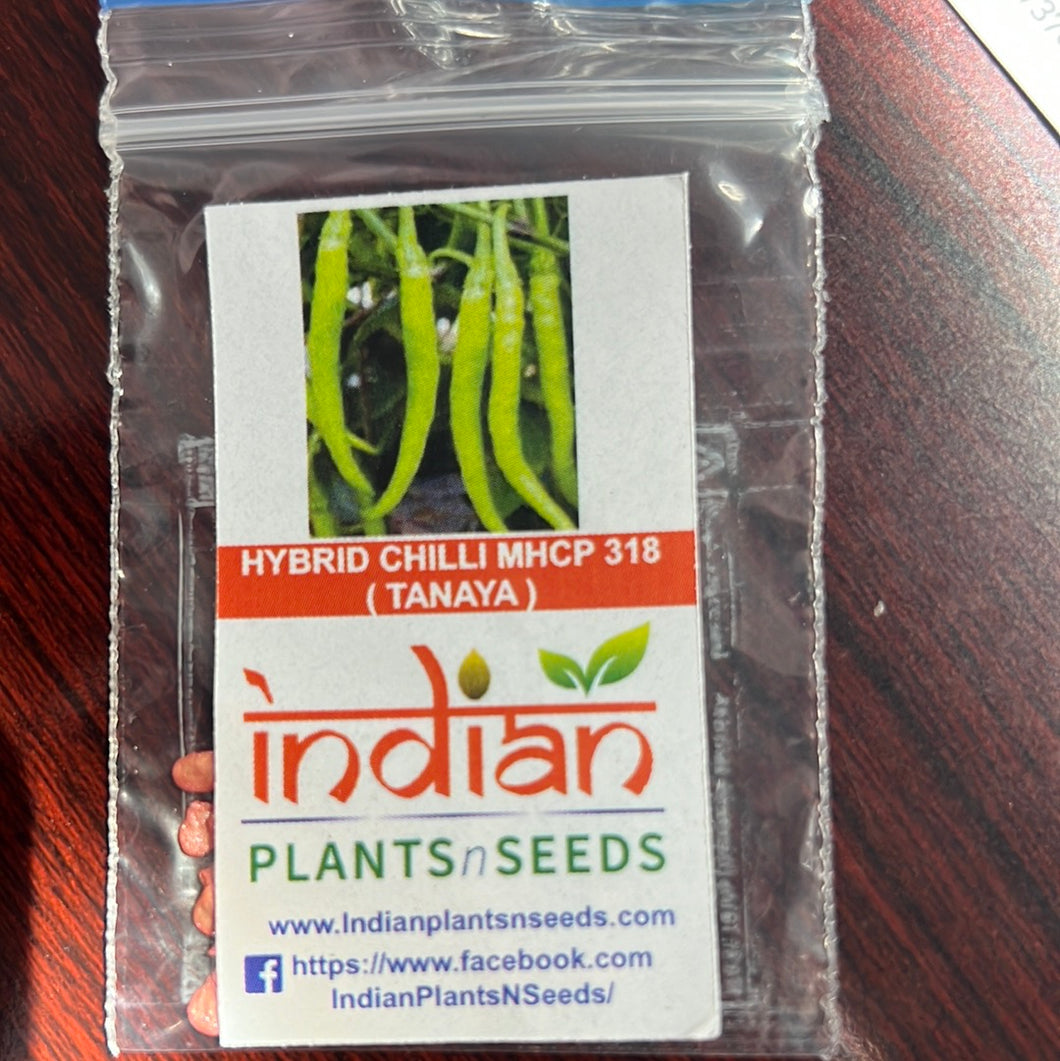 HYBRID CHILLI MHCP 318
( TANAYA )
indian
PLANTSnSEEDS
www.Indianplantsnseeds.com
https://www.facebook.com
IndianPlantsNSeeds/